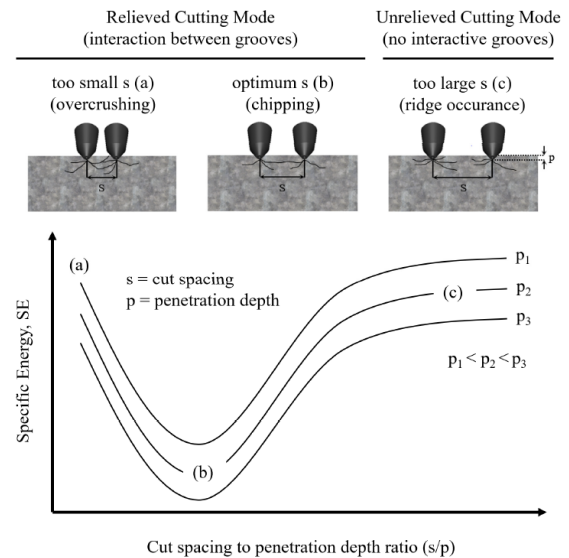 Relieved Cutting Mode
(interaction between grooves)
Unrelieved Cutting Mode
(no interactive grooves)
too small s (a)
(overcrushing)
optimum s (b)
(chipping)
too large s (c)
(ridge occurance)
s
s
s
p
(a)
s = cut spacing
p = penetration depth
p₁
(c)
p₂
p₃
p₁ < p₂ < p₃
(b)
Specific Energy, SE
Cut spacing to penetration depth ratio (s/p)